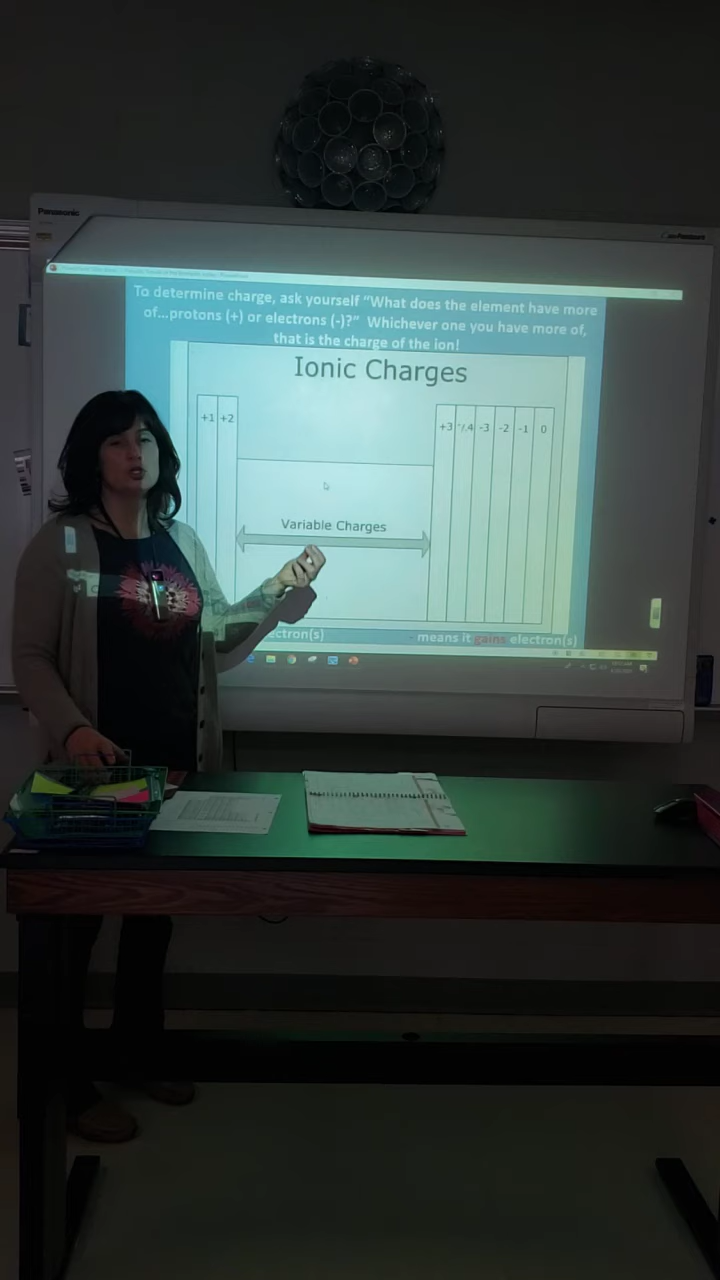 Panasonic
To determine charge, ask yourself “What does the element have more
of...protons (+) or electrons (-)?” Whichever one you have more of,
that is the charge of the ion!
Ionic Charges
+1 +2
+3 +/-4 -3 -2 -1 0
Variable Charges
ectron(s)
- means it gains electron(s)